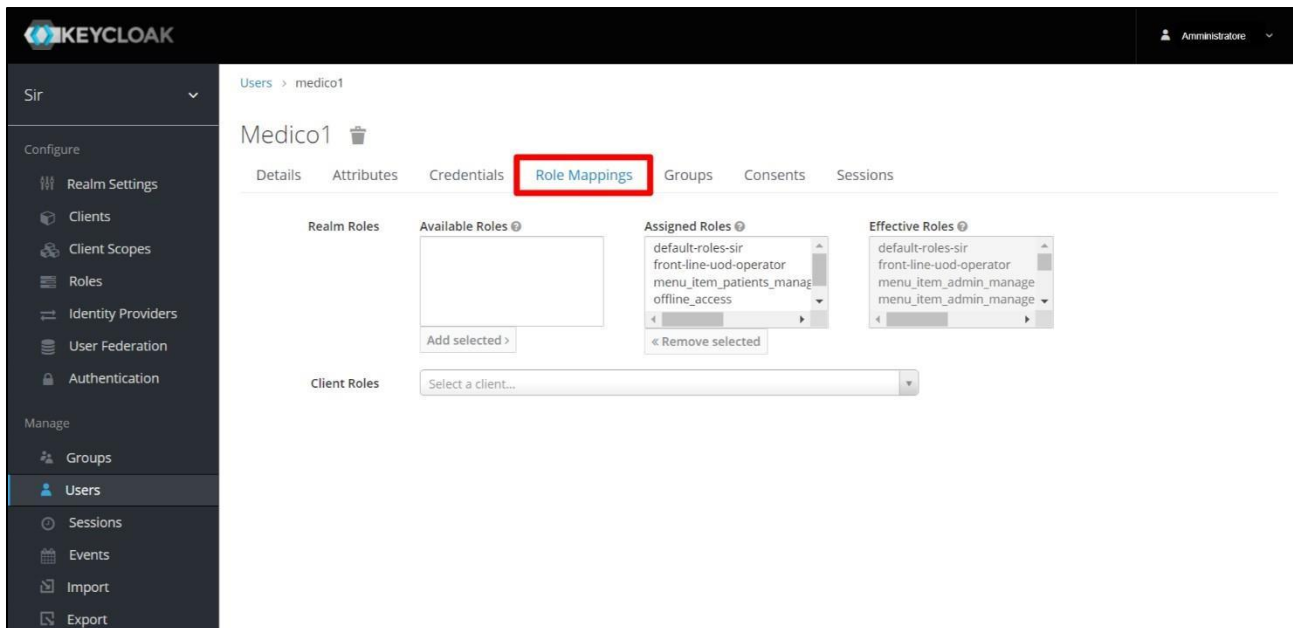 KEYCLOAK
Amministratore
Sir
Users > medico1
Medico1
Configure
Realm Settings
Clients
Client Scopes
Roles
Identity Providers
User Federation
Authentication
Manage
Groups
Users
Sessions
Events
Import
Export
Details Attributes Credentials Role Mappings Groups Consents Sessions
Realm Roles
Available Roles
Add selected >
Assigned Roles
default-roles-sir
front-line-uod-operator
menu_item_patients_manag
offline_access
« Remove selected
Effective Roles
default-roles-sir
front-line-uod-operator
menu_item_admin_manage
menu_item_admin_manage
Client Roles
Select a client...